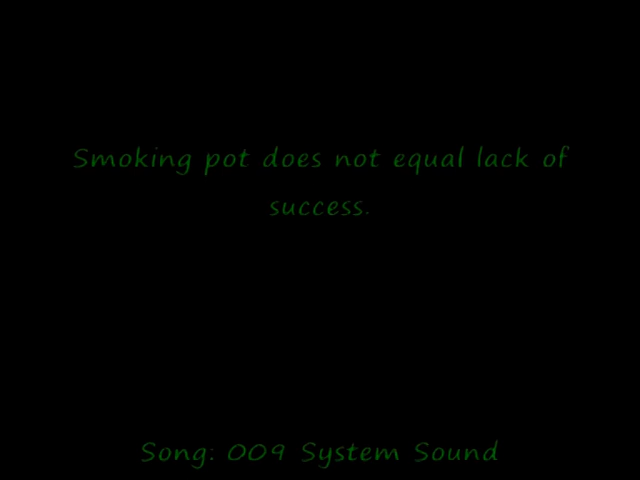 Smoking pot does not equal lack of
success.
Song: 009 System Sound